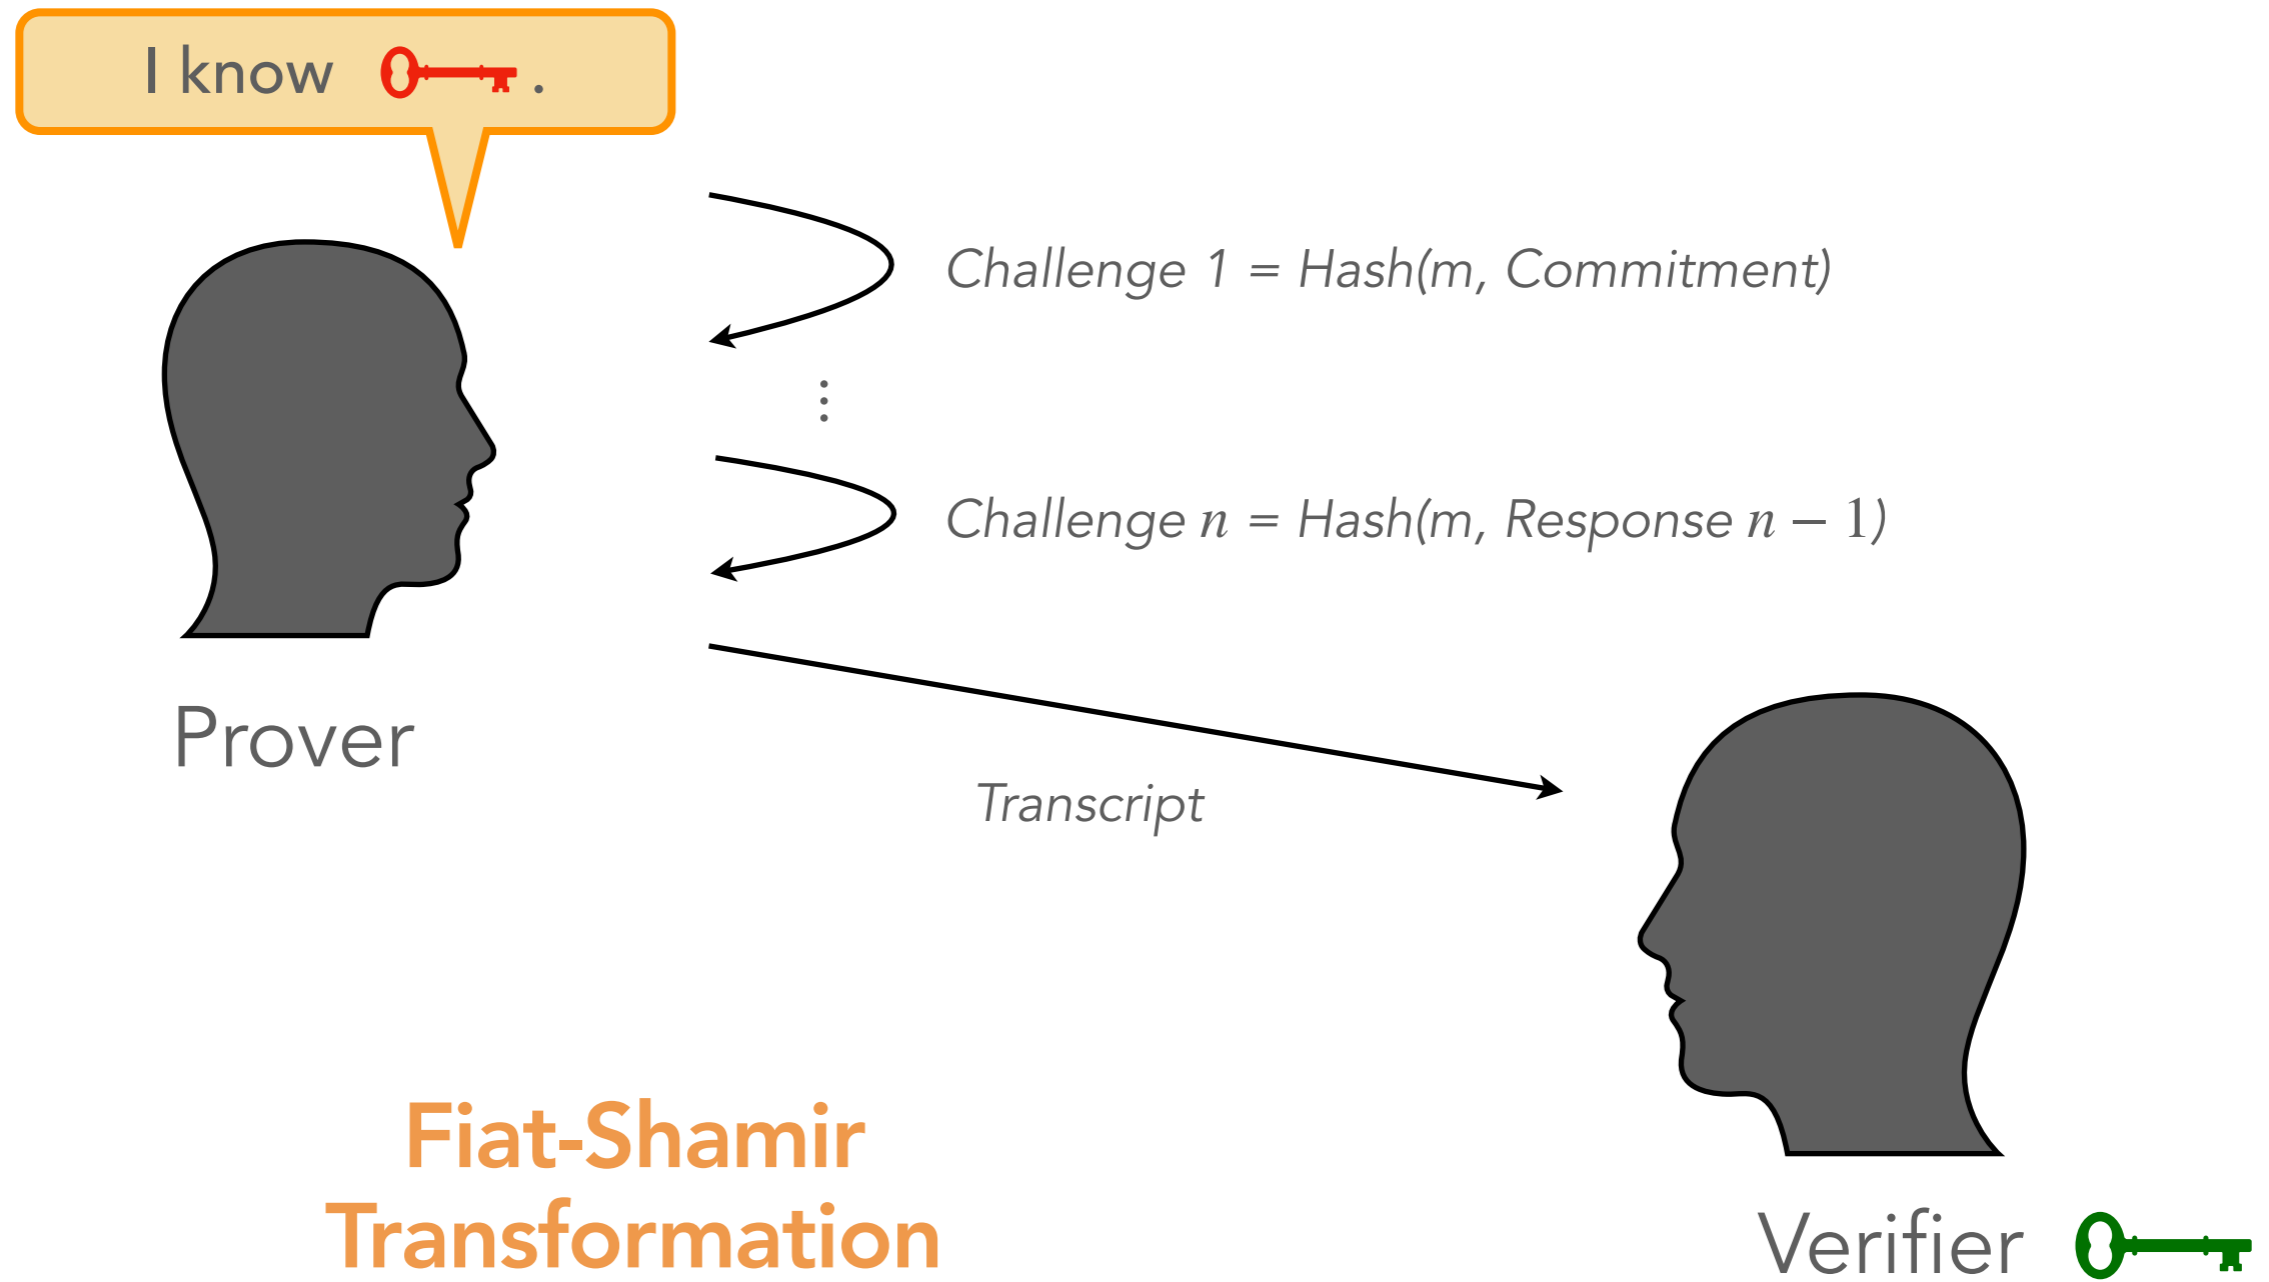 I know .
Challenge 1 = Hash(m, Commitment)
⋮
Challenge n = Hash(m, Response n − 1)
Prover
Transcript
Fiat-Shamir
Transformation
Verifier